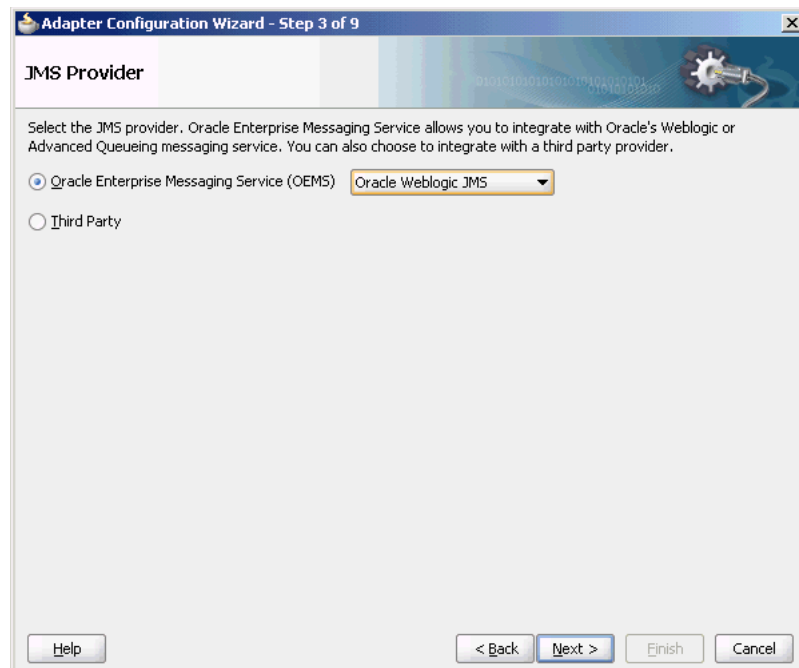 Adapter Configuration Wizard - Step 3 of 9
JMS Provider
Select the JMS provider. Oracle Enterprise Messaging Service allows you to integrate with Oracle's Weblogic or
Advanced Queueing messaging service. You can also choose to integrate with a third party provider.
Oracle Enterprise Messaging Service (OEMS) Oracle Weblogic JMS
Third Party
Help < Back Next > Finish Cancel